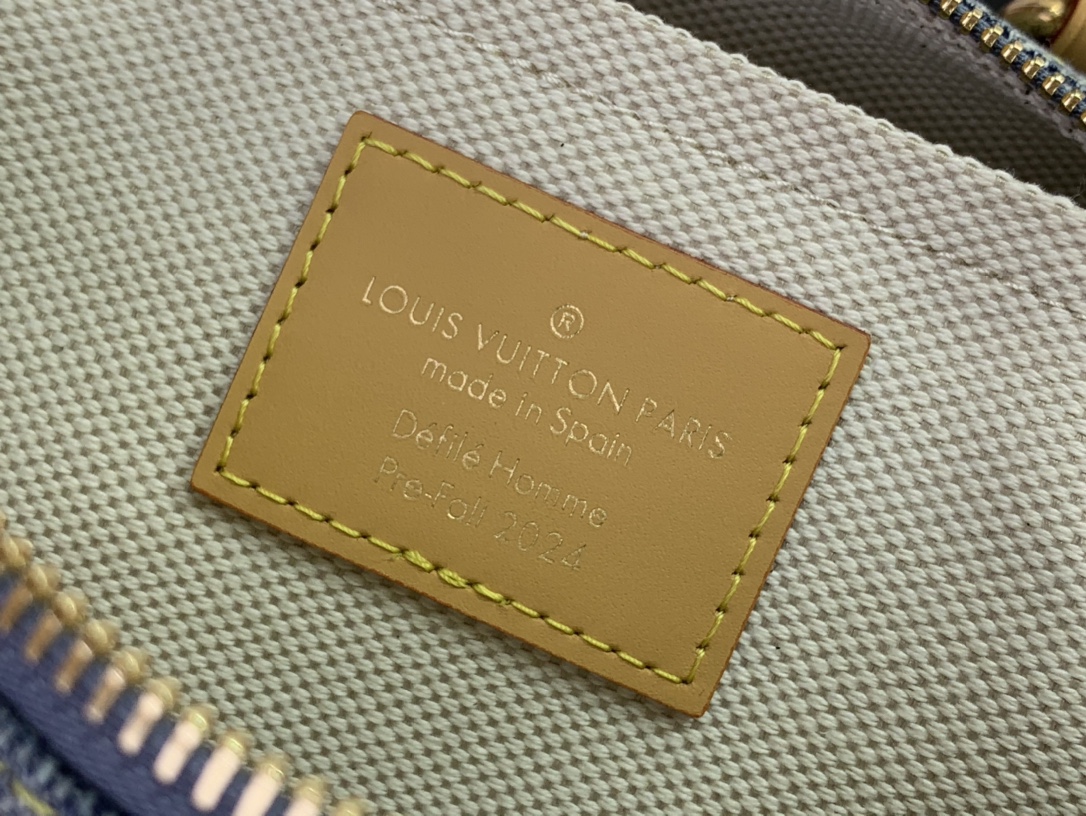 ®
LOUIS VUITTON PARIS
made in Spain
Défilé Homme
Pre-Fall 2024